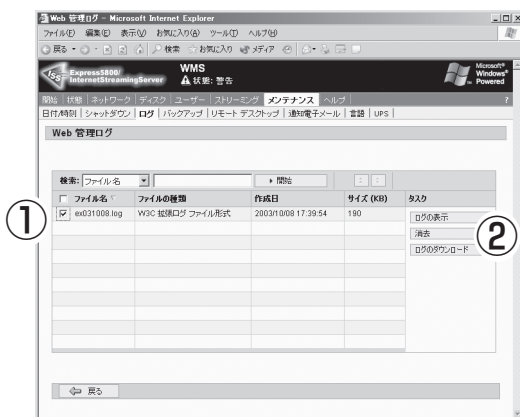 Web 管理ログ - Microsoft Internet Explorer
ファイル(F) 編集(E) 表示(V) お気に入り(A) ツール(T) ヘルプ(H)
戻る 検索 お気に入り メディア
Express5800/ InternetStreamingServer
WMS
状態: 警告
Microsoft® Windows® Powered
開始 状態 ネットワーク ディスク ユーザー ストリーミング メンテナンス ヘルプ ?
日付/時刻 シャットダウン ログ バックアップ リモート デスクトップ 通知電子メール 言語 UPS
Web 管理ログ
検索: ファイル名 開始
ファイル名 ファイルの種類 作成日 サイズ (KB) タスク
① ex031008.log W3C 拡張ログ ファイル形式 2003/10/08 17:39:54 190 ログの表示
消去 ②
ログのダウンロード
戻る